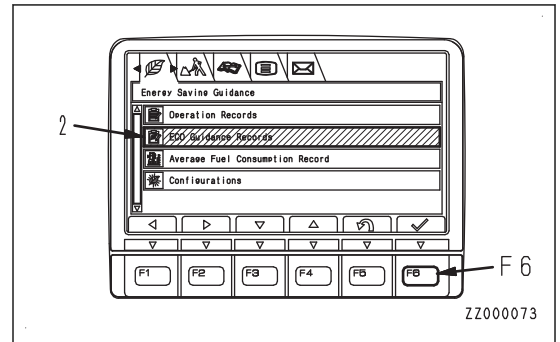 Energy Saving Guidance
Operation Records
2
ECO Guidance Records
Average Fuel Consumption Record
Configurations
F1 F2 F3 F4 F5 F6
F6
ZZ000073